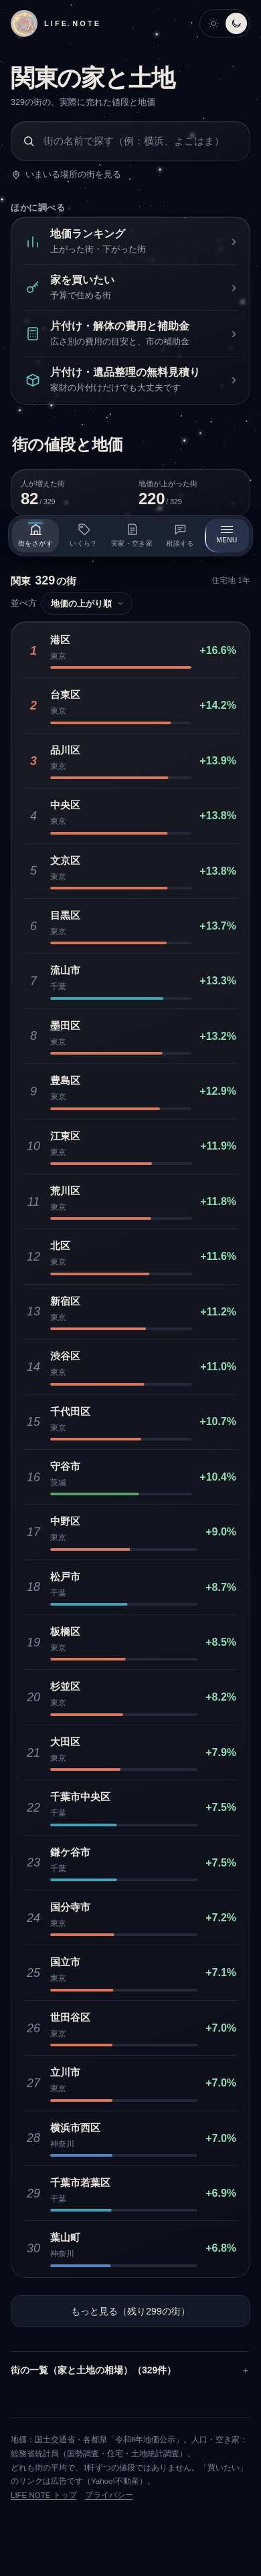 LIFE.NOTE
関東の家と土地
329の街の、実際に売れた値段と地価
街の名前で探す（例：横浜、よこはま）
いまいる場所の街を見る
ほかに調べる
地価ランキング
上がった街・下がった街
家を買いたい
予算で住める街
片付け・解体の費用と補助金
広さ別の費用の目安と、市の補助金
片付け・遺品整理の無料見積り
家財の片付けだけでも大丈夫です
街の値段と地価
人が増えた街
地価が上がった街
82 / 329
220 / 329
街をさがす
いくら？
実家・空き家
相談する
MENU
関東 329の街
住宅地 1年
並べ方
地価の上がり順
1
港区
東京
+16.6%
2
台東区
東京
+14.2%
3
品川区
東京
+13.9%
4
中央区
東京
+13.8%
5
文京区
東京
+13.8%
6
目黒区
東京
+13.7%
7
流山市
千葉
+13.3%
8
墨田区
東京
+13.2%
9
豊島区
東京
+12.9%
10
江東区
東京
+11.9%
11
荒川区
東京
+11.8%
12
北区
東京
+11.6%
13
新宿区
東京
+11.2%
14
渋谷区
東京
+11.0%
15
千代田区
東京
+10.7%
16
守谷市
茨城
+10.4%
17
中野区
東京
+9.0%
18
松戸市
千葉
+8.7%
19
板橋区
東京
+8.5%
20
杉並区
東京
+8.2%
21
大田区
東京
+7.9%
22
千葉市中央区
千葉
+7.5%
23
鎌ケ谷市
千葉
+7.5%
24
国分寺市
東京
+7.2%
25
国立市
東京
+7.1%
26
世田谷区
東京
+7.0%
27
立川市
東京
+7.0%
28
横浜市西区
神奈川
+7.0%
29
千葉市若葉区
千葉
+6.9%
30
葉山町
神奈川
+6.8%
もっと見る（残り299の街）
街の一覧（家と土地の相場）（329件）
+
地価：国土交通省・各都県「令和8年地価公示」。人口・空き家：
総務省統計局（国勢調査・住宅・土地統計調査）。
どれも街の平均で、1軒ずつの値段ではありません。「買いたい」
のリンクは広告です（Yahoo!不動産）。
LIFE NOTE トップ プライバシー